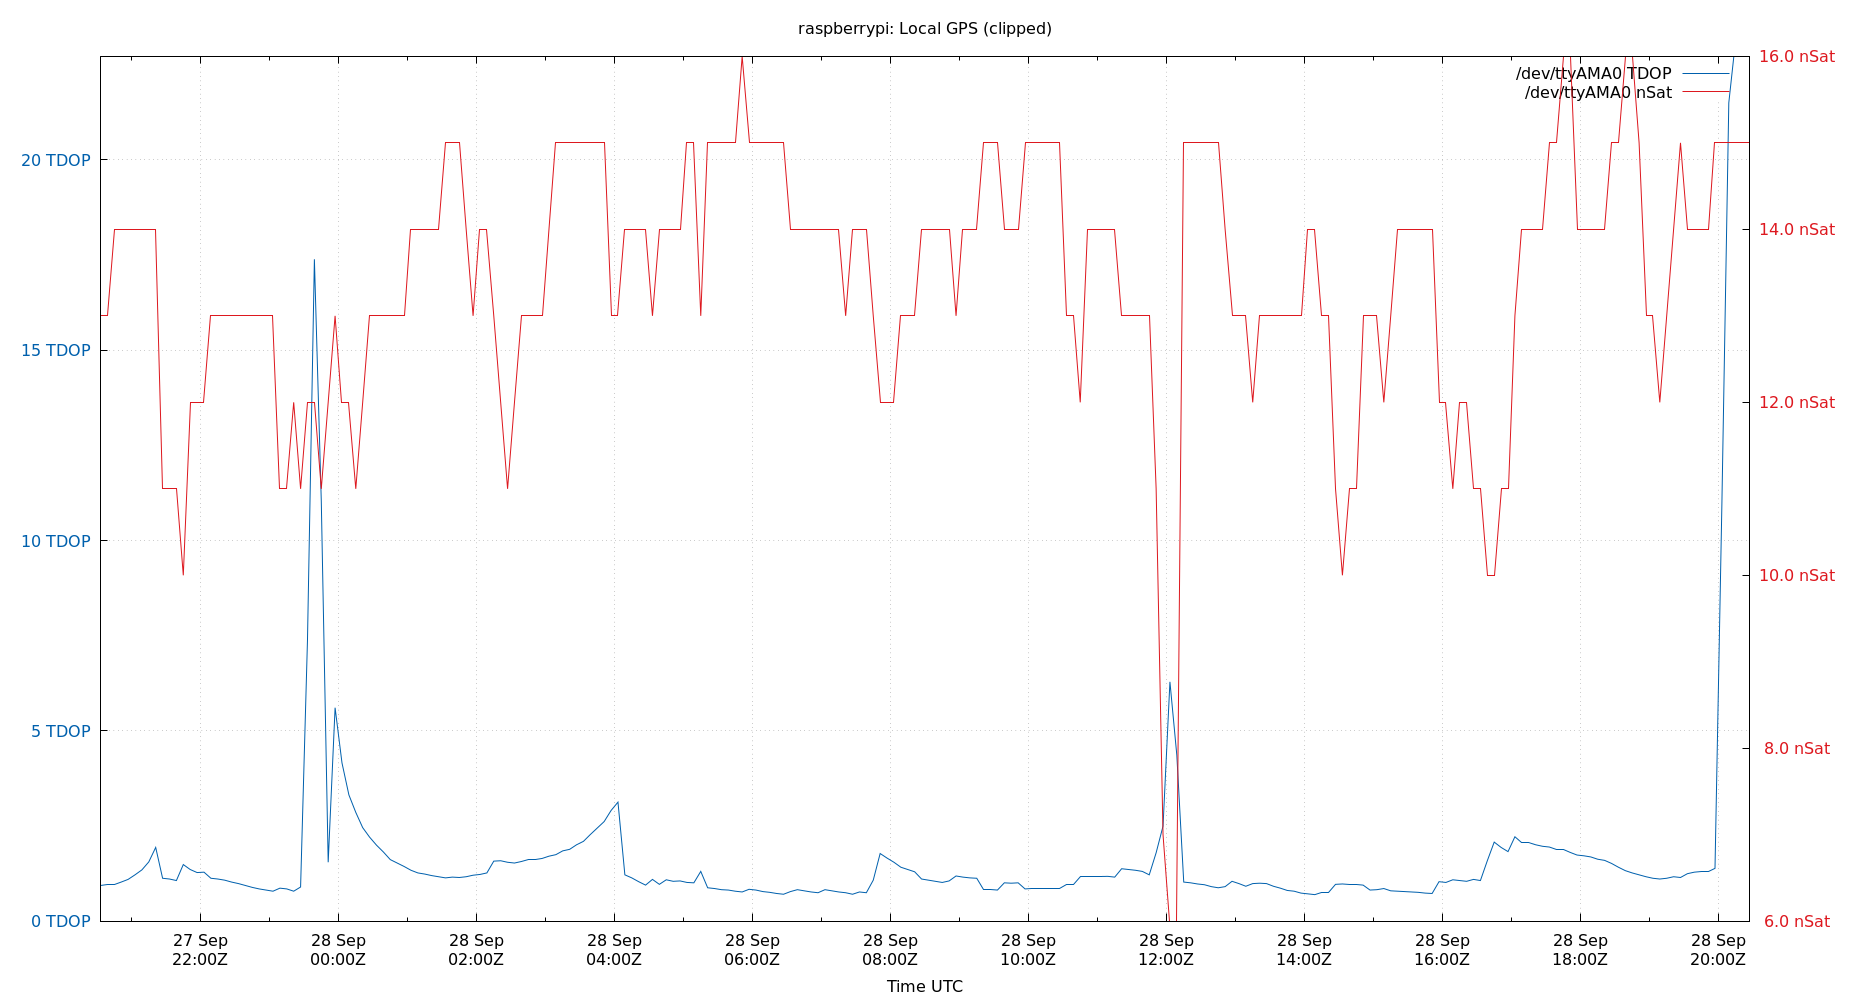 raspberrypi: Local GPS (clipped)
16.0 nSat
/dev/ttyAMA0 TDOP
/dev/ttyAMA0 nSat
20 TDOP
14.0 nSat
15 TDOP
12.0 nSat
10 TDOP
10.0 nSat
5 TDOP
8.0 nSat
0 TDOP
6.0 nSat
27 Sep
22:00Z
28 Sep
00:00Z
28 Sep
02:00Z
28 Sep
04:00Z
28 Sep
06:00Z
28 Sep
08:00Z
28 Sep
10:00Z
28 Sep
12:00Z
28 Sep
14:00Z
28 Sep
16:00Z
28 Sep
18:00Z
28 Sep
20:00Z
Time UTC